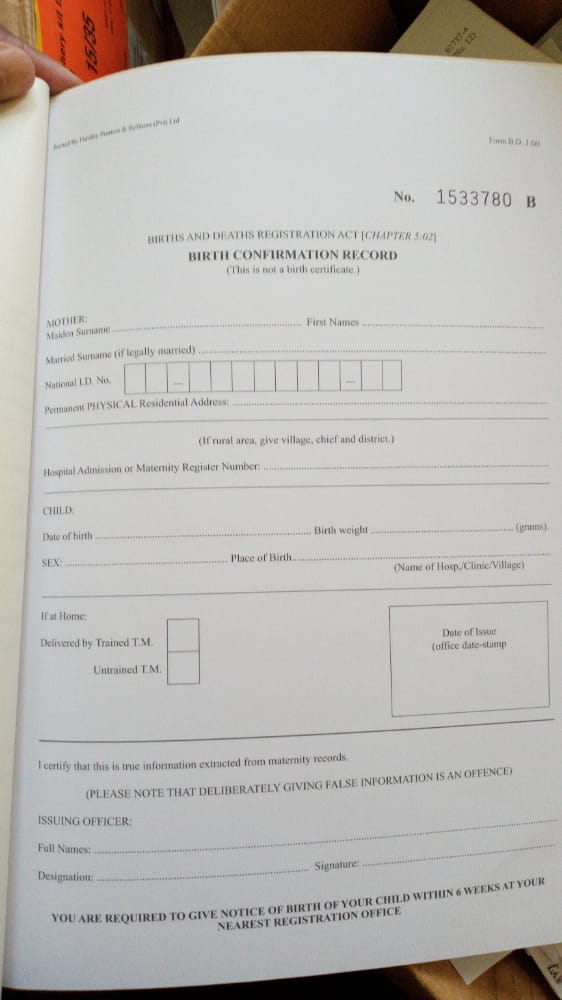 15/35
Printed By Fidelity Printers & Refiners (Pvt) Ltd
Form B.D. 1 (a)
No. 1533780 B
BIRTHS AND DEATHS REGISTRATION ACT [CHAPTER 5:02]
BIRTH CONFIRMATION RECORD
(This is not a birth certificate.)
MOTHER:
Maiden Surname First Names
Married Surname (if legally married)
National I.D. No. – –
Permanent PHYSICAL Residential Address:
(If rural area, give village, chief and district.)
Hospital Admission or Maternity Register Number:
CHILD:
Date of birth Birth weight (grams)
SEX: Place of Birth
(Name of Hosp./Clinic/Village)
If at Home:
Delivered by Trained T.M.
Untrained T.M.
Date of Issue
(office date-stamp
I certify that this is true information extracted from maternity records.
(PLEASE NOTE THAT DELIBERATELY GIVING FALSE INFORMATION IS AN OFFENCE)
ISSUING OFFICER:
Full Names:
Designation: Signature:
YOU ARE REQUIRED TO GIVE NOTICE OF BIRTH OF YOUR CHILD WITHIN 6 WEEKS AT YOUR
NEAREST REGISTRATION OFFICE